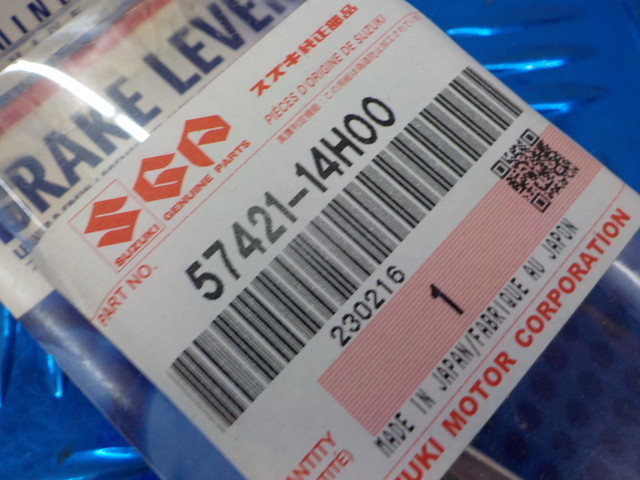 BRAKE LEVER
SGP
SUZUKI GENUINE PARTS
スズキ純正部品
PIÈCES D'ORIGINE DE SUZUKI
PART NO.
57421-14H00
230216
1
MADE IN JAPAN/FABRIQUE AU JAPON
SUZUKI MOTOR CORPORATION